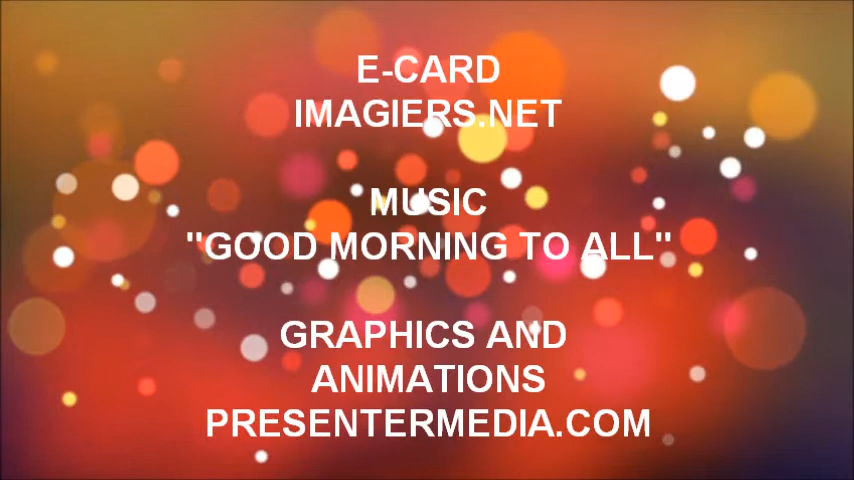 E-CARD
IMAGIERS.NET
MUSIC
"GOOD MORNING TO ALL"
GRAPHICS AND
ANIMATIONS
PRESENTERMEDIA.COM